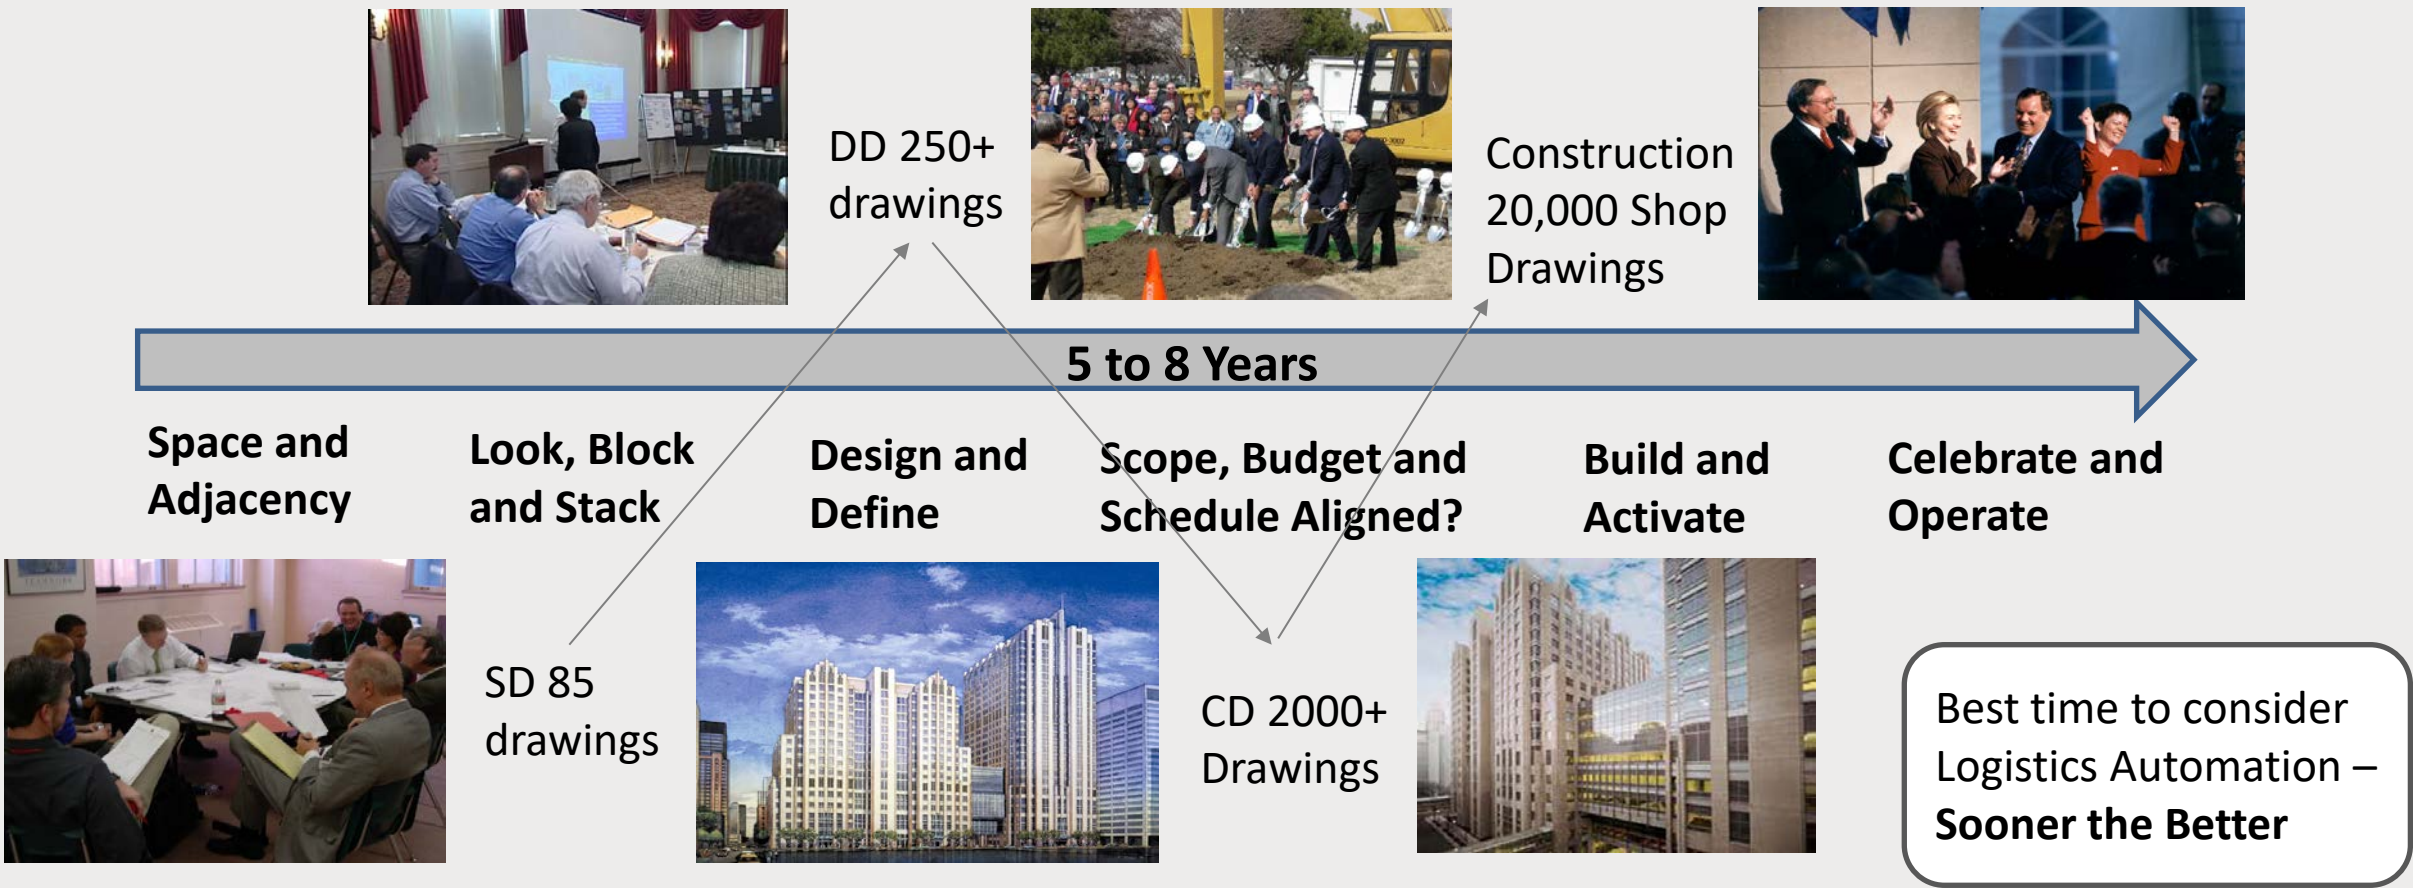 DD 250+
drawings
Construction
20,000 Shop
Drawings
5 to 8 Years
Space and
Adjacency
Look, Block
and Stack
Design and
Define
Scope, Budget and
Schedule Aligned?
Build and
Activate
Celebrate and
Operate
SD 85
drawings
CD 2000+
Drawings
Best time to consider
Logistics Automation –
Sooner the Better